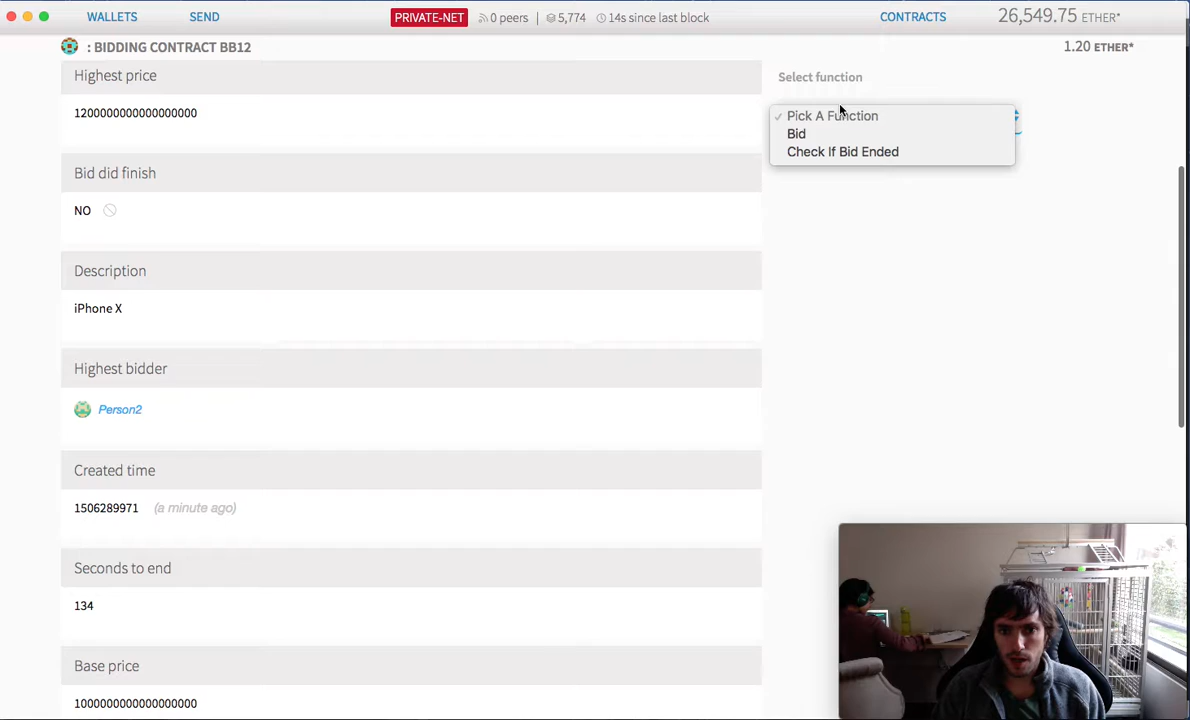 WALLETS SEND PRIVATE-NET 0 peers | 5,774 14s since last block CONTRACTS 26,549.75 ETHER*
: BIDDING CONTRACT BB12 1.20 ETHER*
Highest price
1200000000000000000
Select function
✓ Pick A Function
Bid
Check If Bid Ended
Bid did finish
NO
Description
iPhone X
Highest bidder
Person2
Created time
1506289971 (a minute ago)
Seconds to end
134
Base price
1000000000000000000